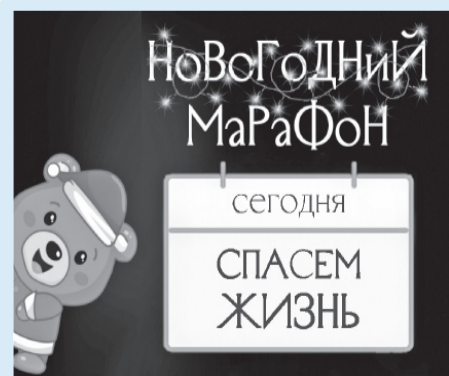 НоВоГоДНиЙ
МаРаФоН
сегодня
СПАСЕМ
ЖИЗНЬ